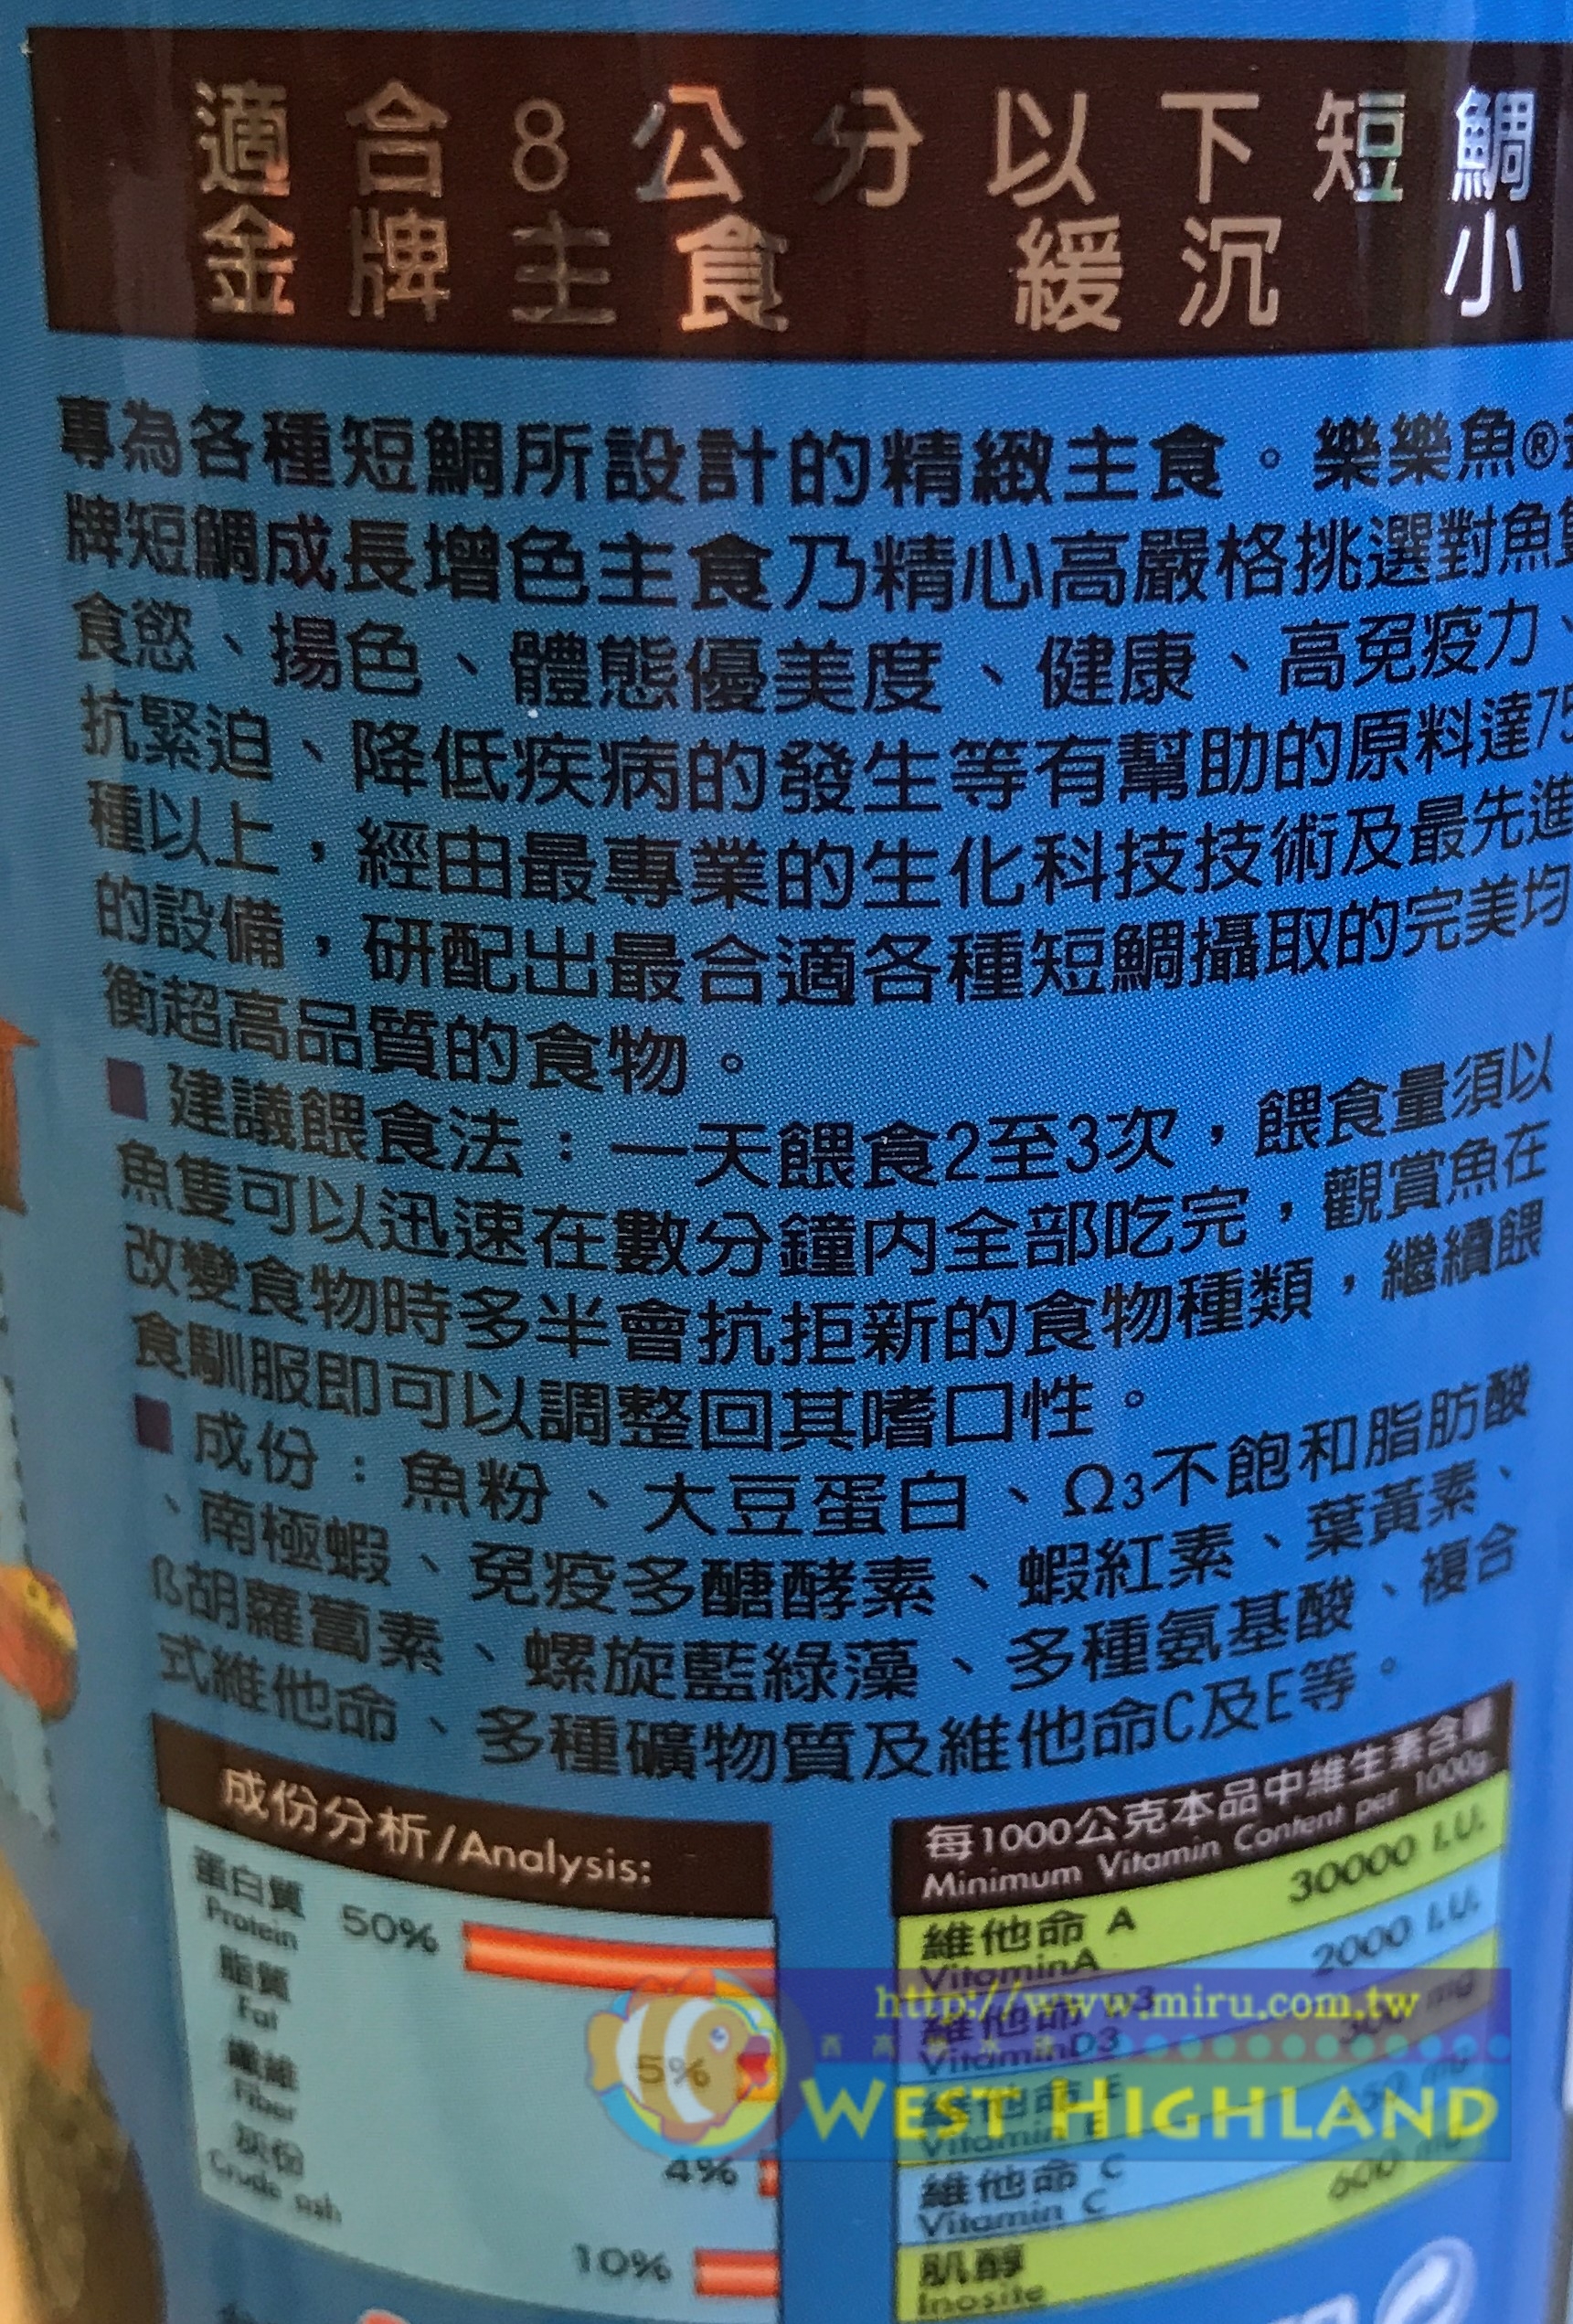 適合8公分以下短鯛
金牌主食 緩沉 小
專為各種短鯛所設計的精緻主食。樂樂魚®
牌短鯛成長增色主食乃精心高嚴格挑選對魚
食慾、揚色、體態優美度、健康、高免疫力、
抗緊迫、降低疾病的發生等有幫助的原料達75
種以上，經由最專業的生化科技技術及最先進
的設備，研配出最合適各種短鯛攝取的完美均
衡超高品質的食物。
■建議餵食法：一天餵食2至3次，餵食量須以
魚隻可以迅速在數分鐘内全部吃完，觀賞魚在
改變食物時多半會抗拒新的食物種類，繼續餵
食馴服即可以調整回其嗜口性。
■成份：魚粉、大豆蛋白、Ω3不飽和脂肪酸
、南極蝦、免疫多醣酵素、蝦紅素、葉黃素、
ß胡蘿蔔素、螺旋藍綠藻、多種氨基酸、複合
式維他命、多種礦物質及維他命C及E等。
成份分析/Analysis:
蛋白質 50%
Protein
脂質
Fat
5%
纖維
Fiber
4%
灰份
Crude ash
10%
每1000公克本品中維生素含量
Minimum Vitamin Content per 1000g
維他命 A 30000 I.U.
VitaminA
維他命 D3 2000 I.U.
VitaminD3
維他命 E 300 mg
Vitamin E
維他命 C
Vitamin C
肌醇 600 mg
Inosite
http://www.miru.com.tw
WEST HIGHLAND